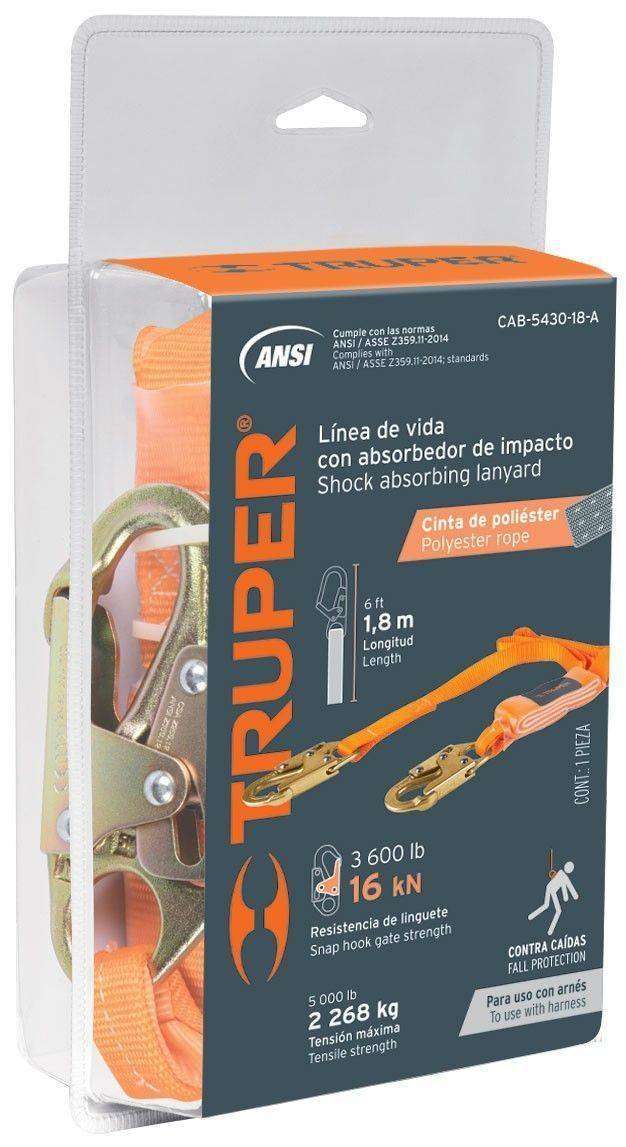 TRUPER
ANSI
Cumple con las normas
ANSI / ASSE Z359.11-2014
Complies with
ANSI / ASSE Z359.11-2014; standards
CAB-5430-18-A
TRUPER®
Línea de vida
con absorbedor de impacto
Shock absorbing lanyard
Cinta de poliéster
Polyester rope
6 ft
1,8 m
Longitud
Length
TRUPER
CONT.: 1 PIEZA
3 600 lb
16 kN
Resistencia de linguete
Snap hook gate strength
CONTRA CAÍDAS
FALL PROTECTION
5 000 lb
2 268 kg
Tensión máxima
Tensile strength
Para uso con arnés
To use with harness